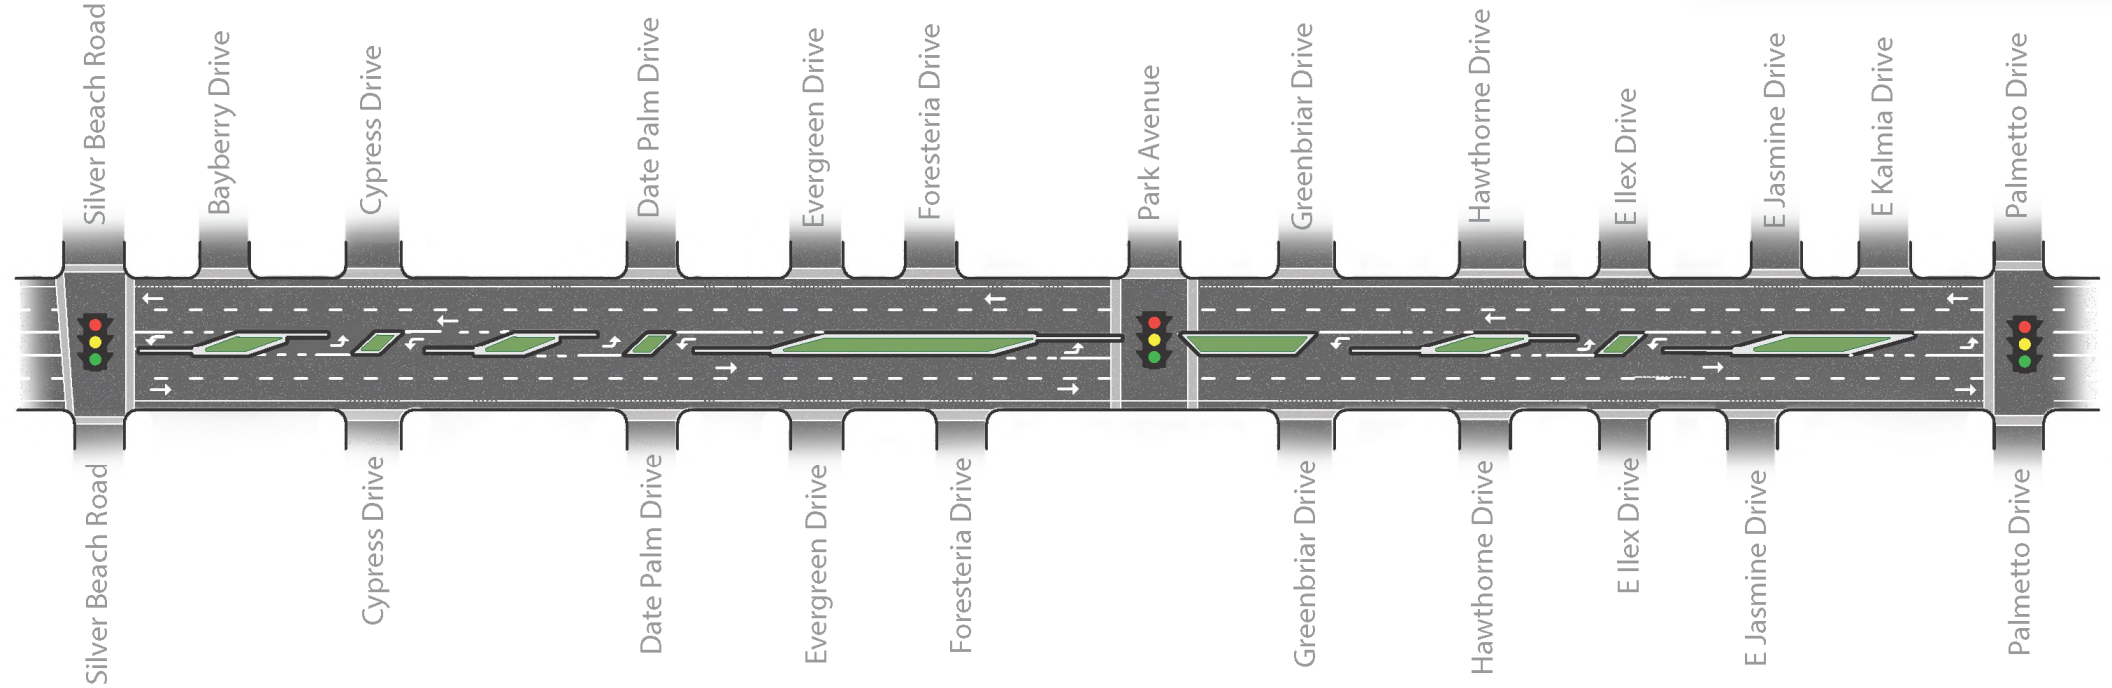 Silver Beach Road
Bayberry Drive
Cypress Drive
Date Palm Drive
Evergreen Drive
Foresteria Drive
Park Avenue
Greenbriar Drive
Hawthorne Drive
E Ilex Drive
E Jasmine Drive
E Kalmia Drive
Palmetto Drive
Silver Beach Road
Cypress Drive
Date Palm Drive
Evergreen Drive
Foresteria Drive
Greenbriar Drive
Hawthorne Drive
E Ilex Drive
E Jasmine Drive
Palmetto Drive